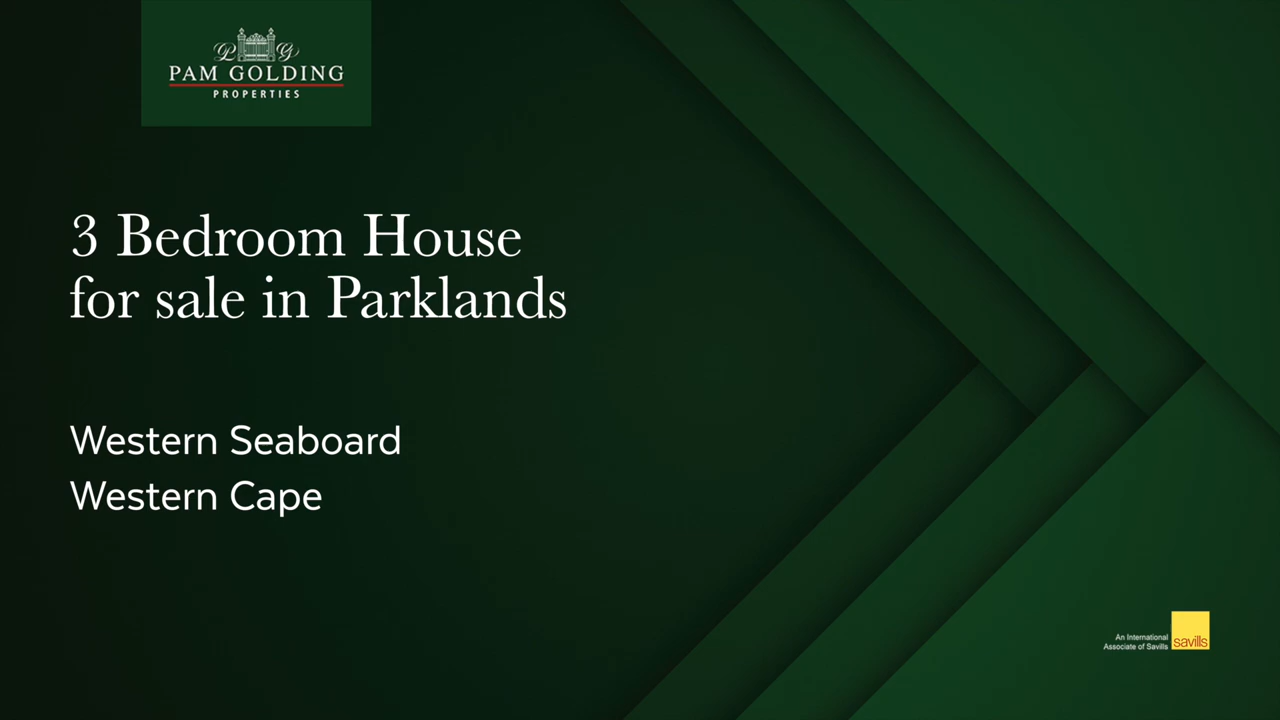 P G
PAM GOLDING
PROPERTIES
3 Bedroom House
for sale in Parklands
Western Seaboard
Western Cape
An International
Associate of Savills
savills